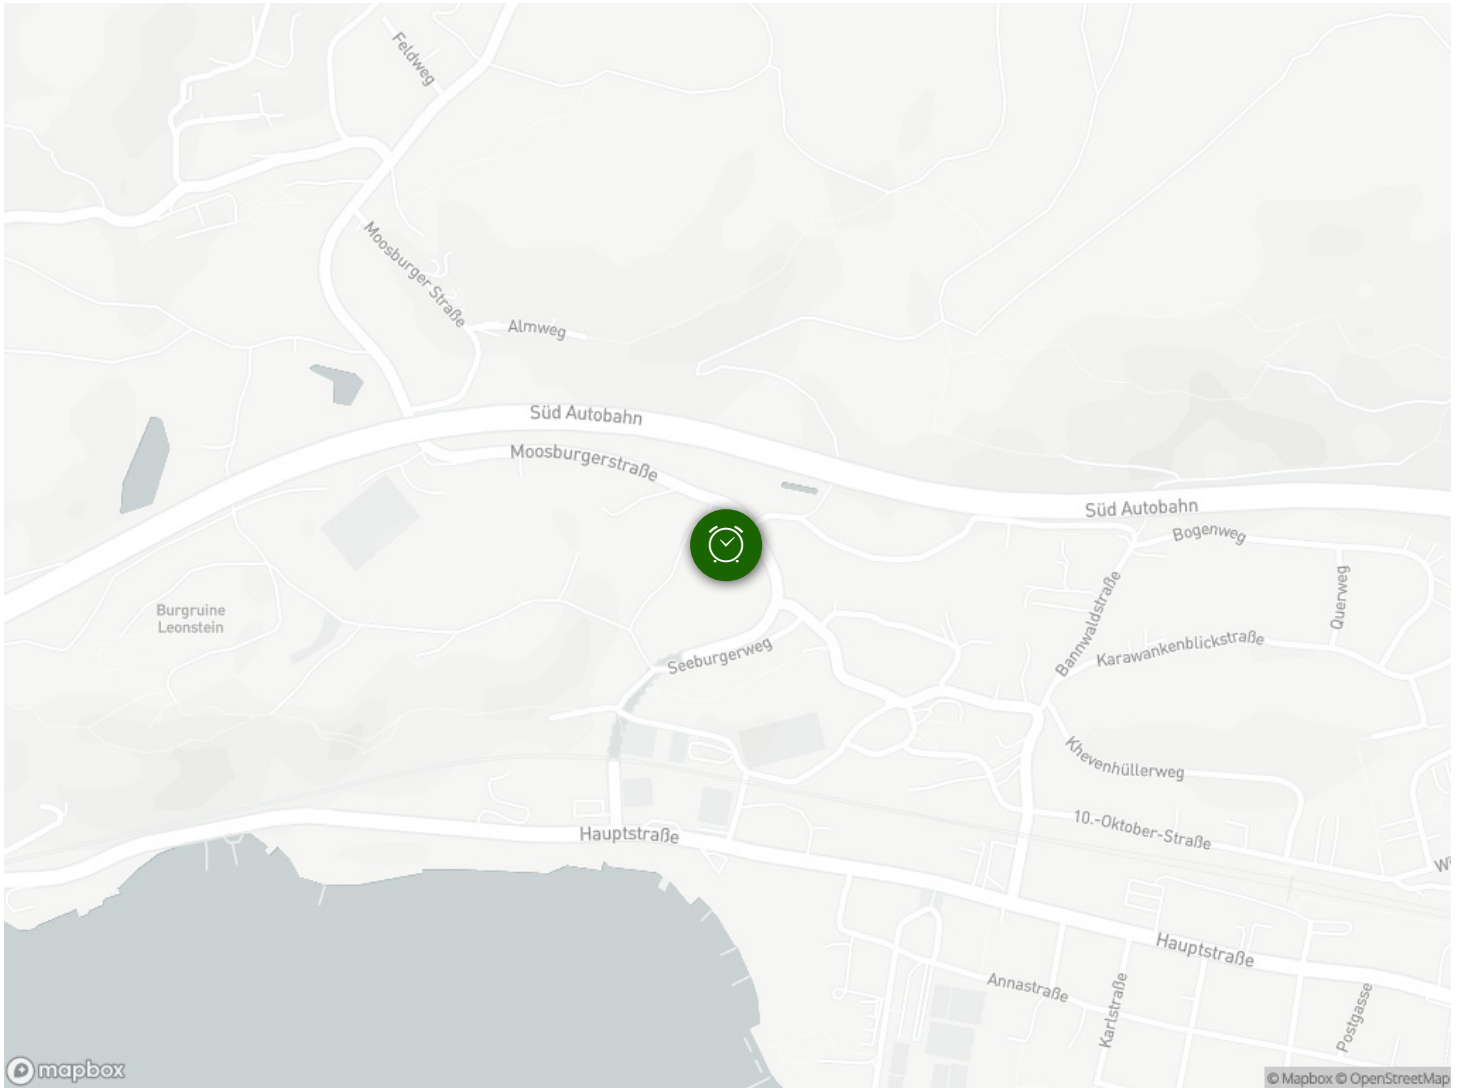 Feldweg
Moosburger Straße
Almweg
Süd Autobahn
Moosburgerstraße
Süd Autobahn
Bogenweg
Querweg
Bannwaldstraße
Burgruine
Leonstein
Karawankenblickstraße
Seeburgerweg
Khevenhüllerweg
10.-Oktober-Straße
Hauptstraße
Hauptstraße
Annastraße
Karlstraße
Postgasse
mapbox
© Mapbox © OpenStreetMap